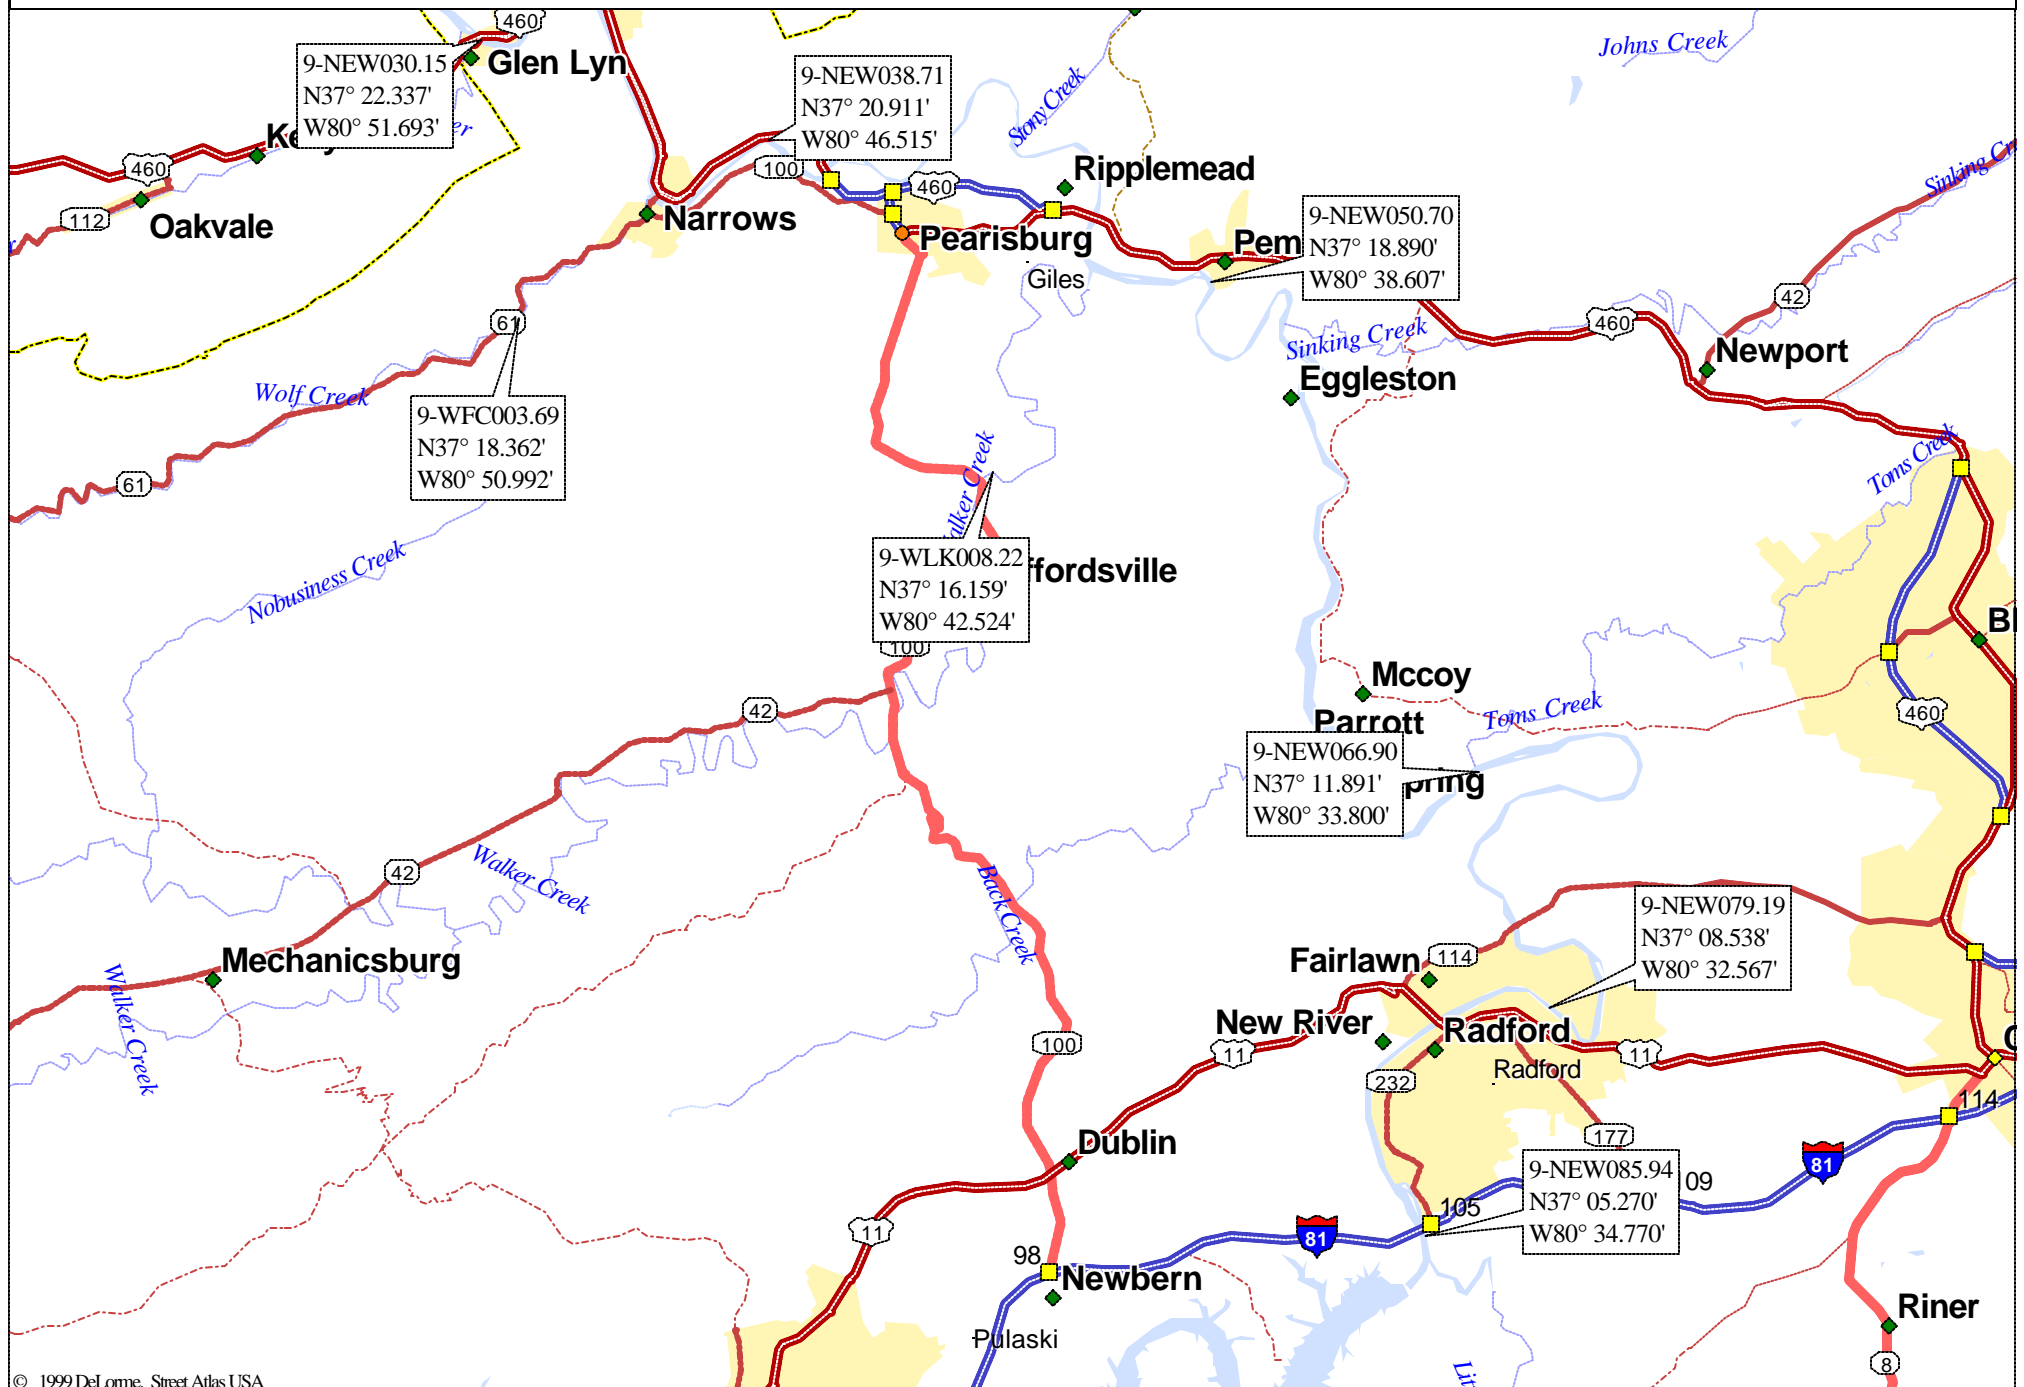 460
Johns Creek
9-NEW030.15
N37° 22.337'
W80° 51.693'
Glen Lyn
9-NEW038.71
N37° 20.911'
W80° 46.515'
Stony Creek
460
100
460
Ripplemead
Sinking Cr
112
Oakvale
Narrows
Pearisburg
Giles
Pem
9-NEW050.70
N37° 18.890'
W80° 38.607'
42
61
460
Sinking Creek
Newport
Eggleston
Wolf Creek
9-WFC003.69
N37° 18.362'
W80° 50.992'
61
Toms Creek
alker Creek
Nobusiness Creek
9-WLK008.22
N37° 16.159'
W80° 42.524'
ffordsville
100
Bl
Mccoy
42
Parrott
Toms Creek
460
9-NEW066.90
N37° 11.891'
W80° 33.800'
pring
42
Walker Creek
Back Creek
9-NEW079.19
N37° 08.538'
W80° 32.567'
Mechanicsburg
Fairlawn
114
Walker Creek
New River
Radford
100
11
11
Radford
232
114
Dublin
177
81
9-NEW085.94
N37° 05.270'
W80° 34.770'
09
105
11
81
98
Newbern
Riner
Pulaski
8
© 1999 DeLorme. Street Atlas USA